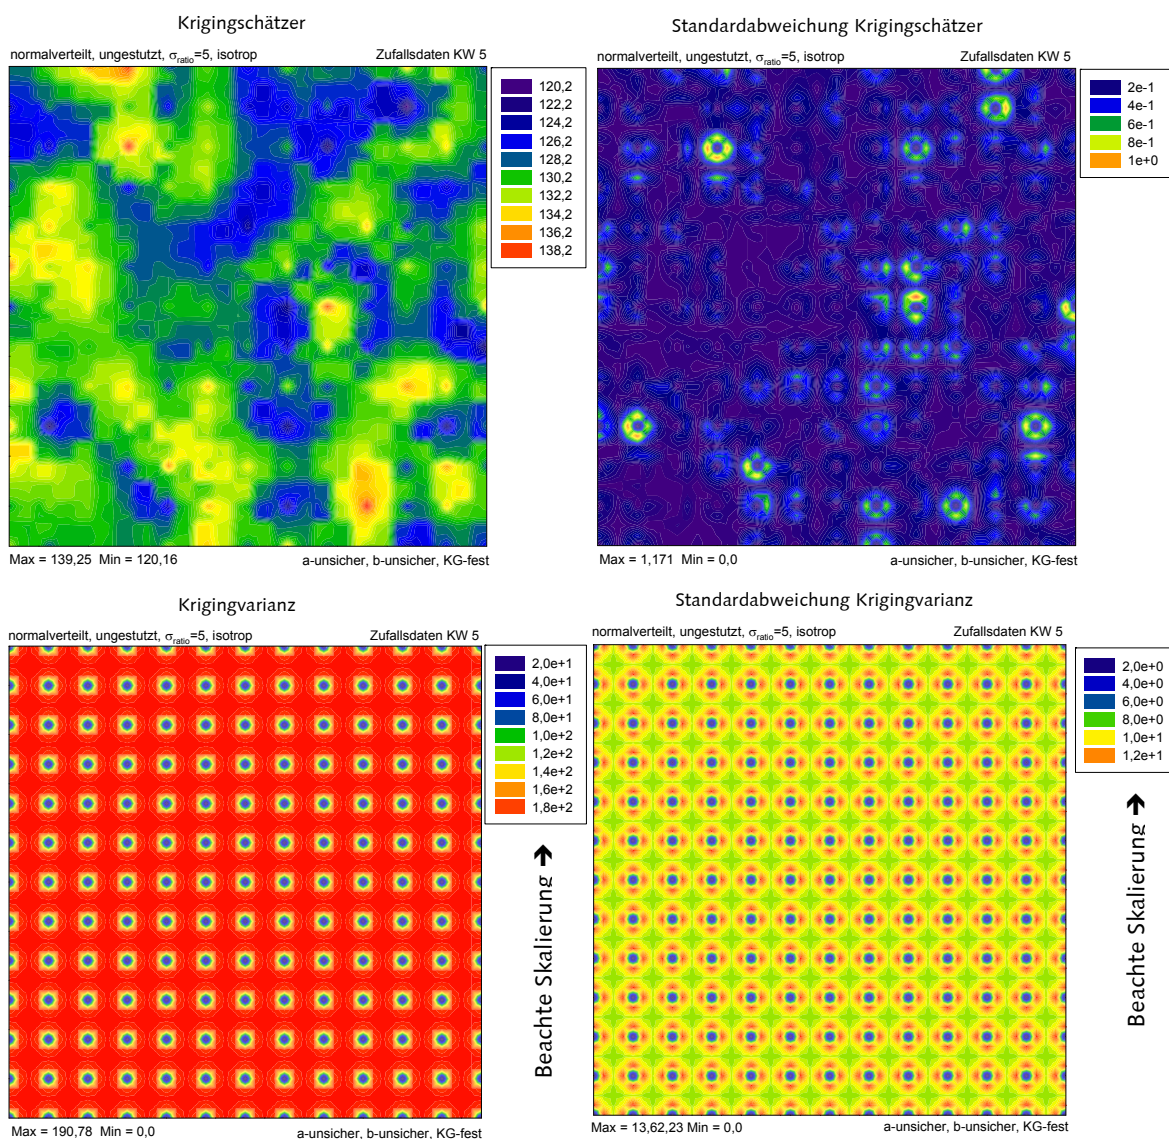 Krigingschätzer
normalverteilt, ungestutzt, σratio=5, isotrop Zufallsdaten KW 5
120,2
122,2
124,2
126,2
128,2
130,2
132,2
134,2
136,2
138,2
Max = 139,25 Min = 120,16 a-unsicher, b-unsicher, KG-fest
Standardabweichung Krigingschätzer
normalverteilt, ungestutzt, σratio=5, isotrop Zufallsdaten KW 5
2e-1
4e-1
6e-1
8e-1
1e+0
Max = 1,171 Min = 0,0 a-unsicher, b-unsicher, KG-fest
Krigingvarianz
normalverteilt, ungestutzt, σratio=5, isotrop Zufallsdaten KW 5
2,0e+1
4,0e+1
6,0e+1
8,0e+1
1,0e+2
1,2e+2
1,4e+2
1,6e+2
1,8e+2
Beachte Skalierung ➔
Max = 190,78 Min = 0,0 a-unsicher, b-unsicher, KG-fest
Standardabweichung Krigingvarianz
normalverteilt, ungestutzt, σratio=5, isotrop Zufallsdaten KW 5
2,0e+0
4,0e+0
6,0e+0
8,0e+0
1,0e+1
1,2e+1
Beachte Skalierung ➔
Max = 13,62,23 Min = 0,0 a-unsicher, b-unsicher, KG-fest